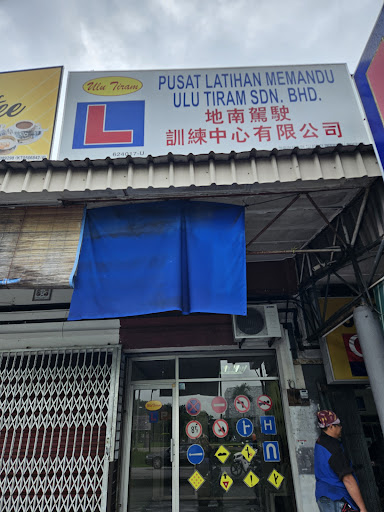 Ulu Tiram
L
PUSAT LATIHAN MEMANDU
ULU TIRAM SDN. BHD.
地南駕駛
訓練中心有限公司
624017-U
H